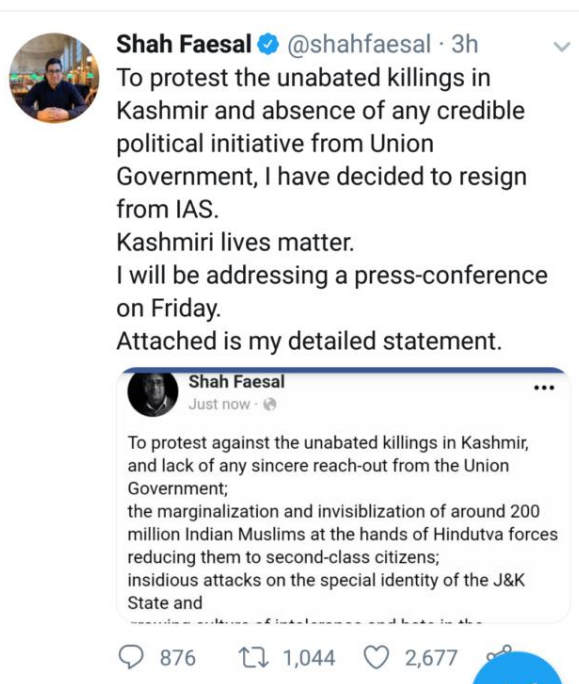 Shah Faesal @shahfaesal · 3h
To protest the unabated killings in
Kashmir and absence of any credible
political initiative from Union
Government, I have decided to resign
from IAS.
Kashmiri lives matter.
I will be addressing a press-conference
on Friday.
Attached is my detailed statement.
Shah Faesal
Just now ·
To protest against the unabated killings in Kashmir,
and lack of any sincere reach-out from the Union
Government;
the marginalization and invisiblization of around 200
million Indian Muslims at the hands of Hindutva forces
reducing them to second-class citizens;
insidious attacks on the special identity of the J&K
State and
876 1,044 2,677